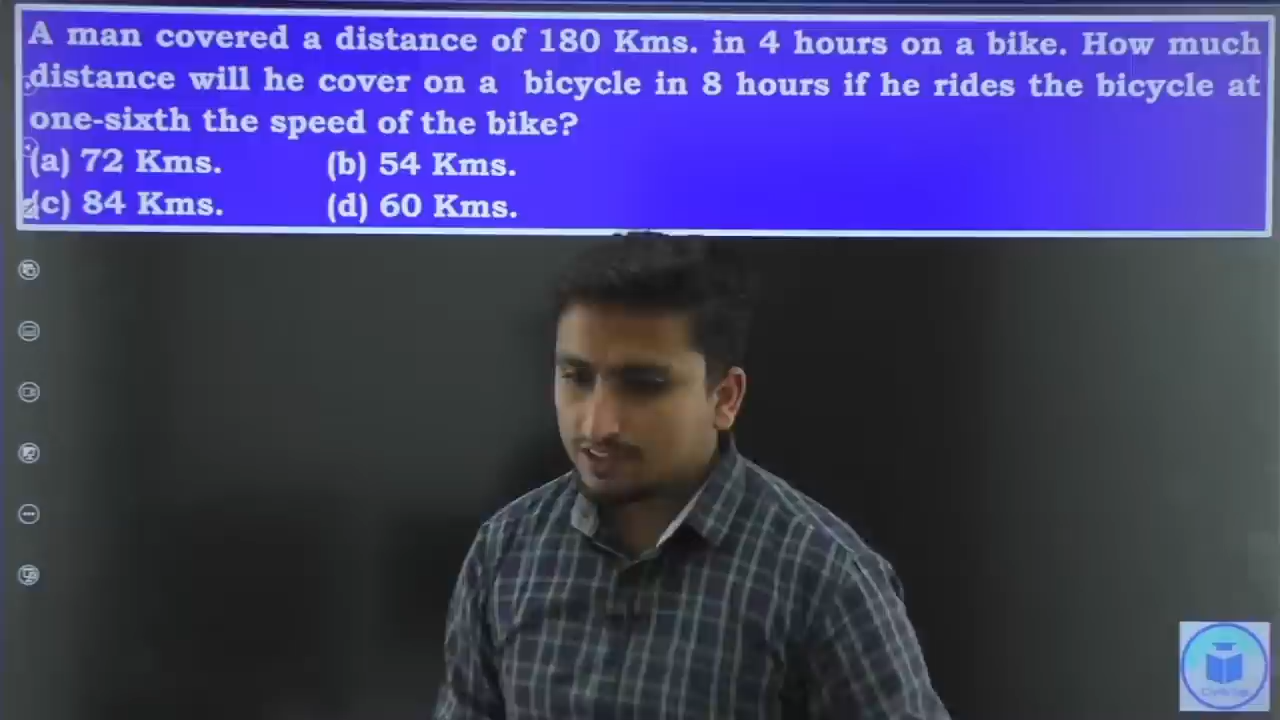 A man covered a distance of 180 Kms. in 4 hours on a bike. How much
distance will he cover on a bicycle in 8 hours if he rides the bicycle at
one-sixth the speed of the bike?
(a) 72 Kms. (b) 54 Kms.
(c) 84 Kms. (d) 60 Kms.